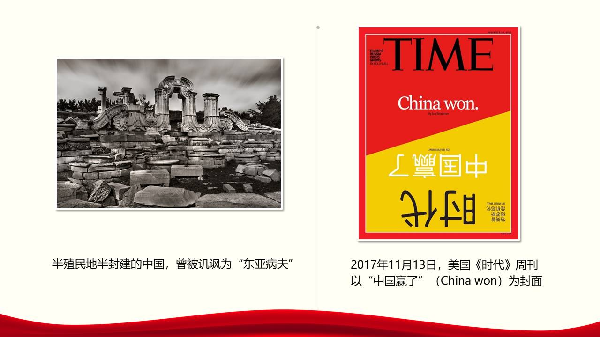 半殖民地半封建的中国，曾被讥讽为“东亚病夫”
TIME
China won.
中国赢了
时代
2017年11月13日，美国《时代》周刊
以“中国赢了”（China won）为封面